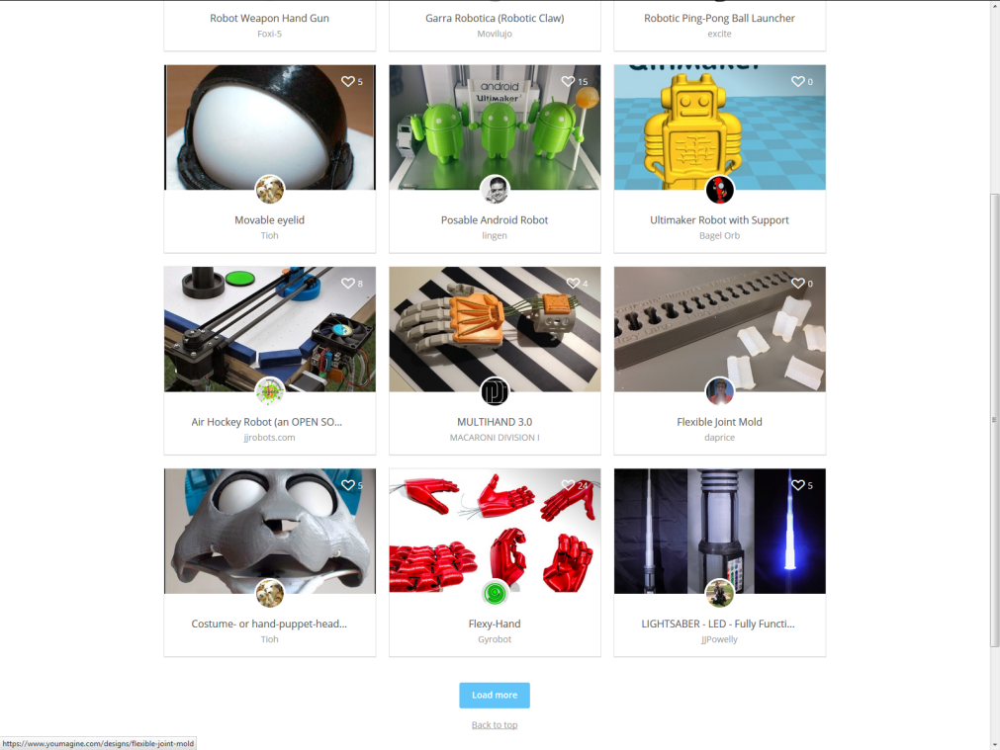 Robot Weapon Hand Gun
Foxi-5
Garra Robotica (Robotic Claw)
Movilujo
Robotic Ping-Pong Ball Launcher
excite
5
Movable eyelid
Tioh
15
android
Ultimaker
Posable Android Robot
lingen
0
Ultimaker
Ultimaker Robot with Support
Bagel Orb
8
Air Hockey Robot (an OPEN SO...
jjrobots.com
4
MULTIHAND 3.0
MACARONI DIVISION I
0
Flexible Joint Mold
daprice
5
Costume- or hand-puppet-head...
Tioh
24
Flexy-Hand
Gyrobot
5
LIGHTSABER - LED - Fully Functi...
JJPowelly
Load more
Back to top
https://www.youmagine.com/designs/flexible-joint-mold